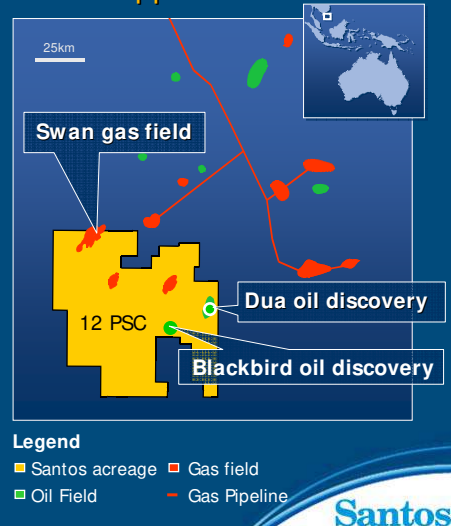 25km
Swan gas field
Dua oil discovery
12 PSC
Blackbird oil discovery
Legend
Santos acreage
Gas field
Oil Field
Gas Pipeline
Santos